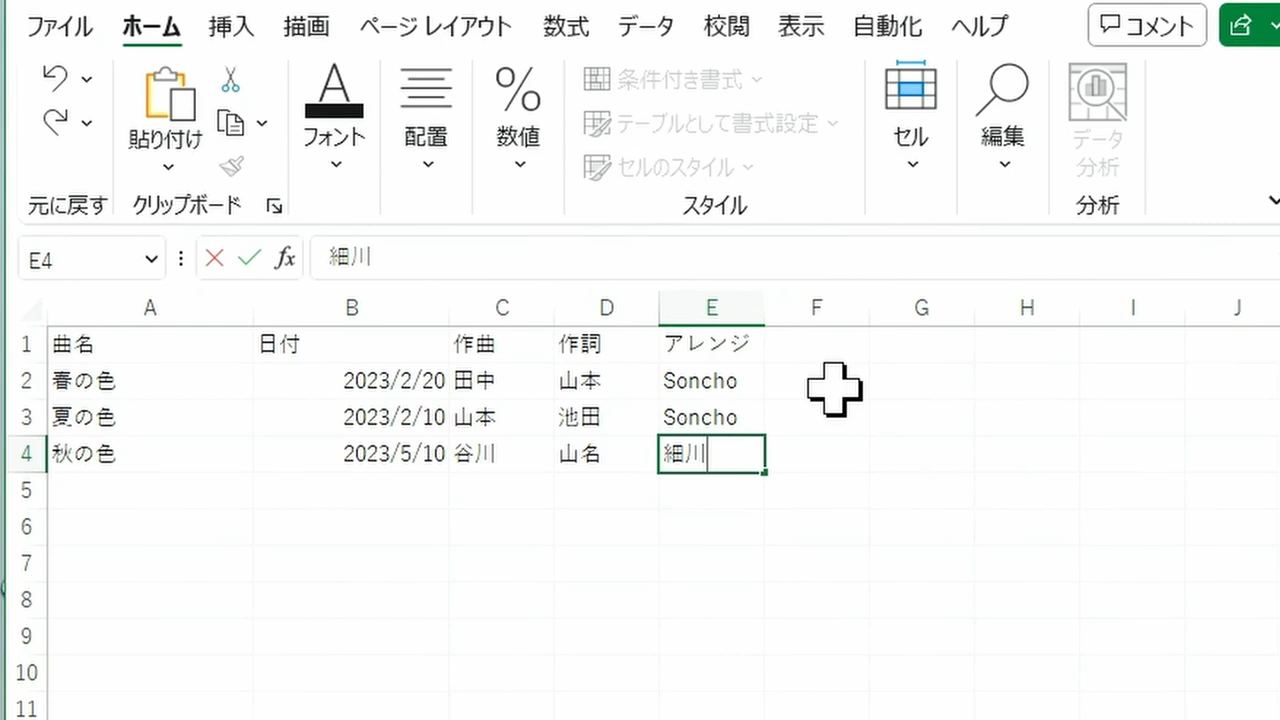 ファイル ホーム 挿入 描画 ページ レイアウト 数式 データ 校閲 表示 自動化 ヘルプ コメント
貼り付け フォント 配置 数値 条件付き書式 セル 編集 データ
テーブルとして書式設定 分析
セルのスタイル
元に戻す クリップボード スタイル 分析
E4 fx 細川
A B C D E F G H I J
1 曲名 日付 作曲 作詞 アレンジ
2 春の色 2023/2/20 田中 山本 Soncho
3 夏の色 2023/2/10 山本 池田 Soncho
4 秋の色 2023/5/10 谷川 山名 細川
5
6
7
8
9
10
11